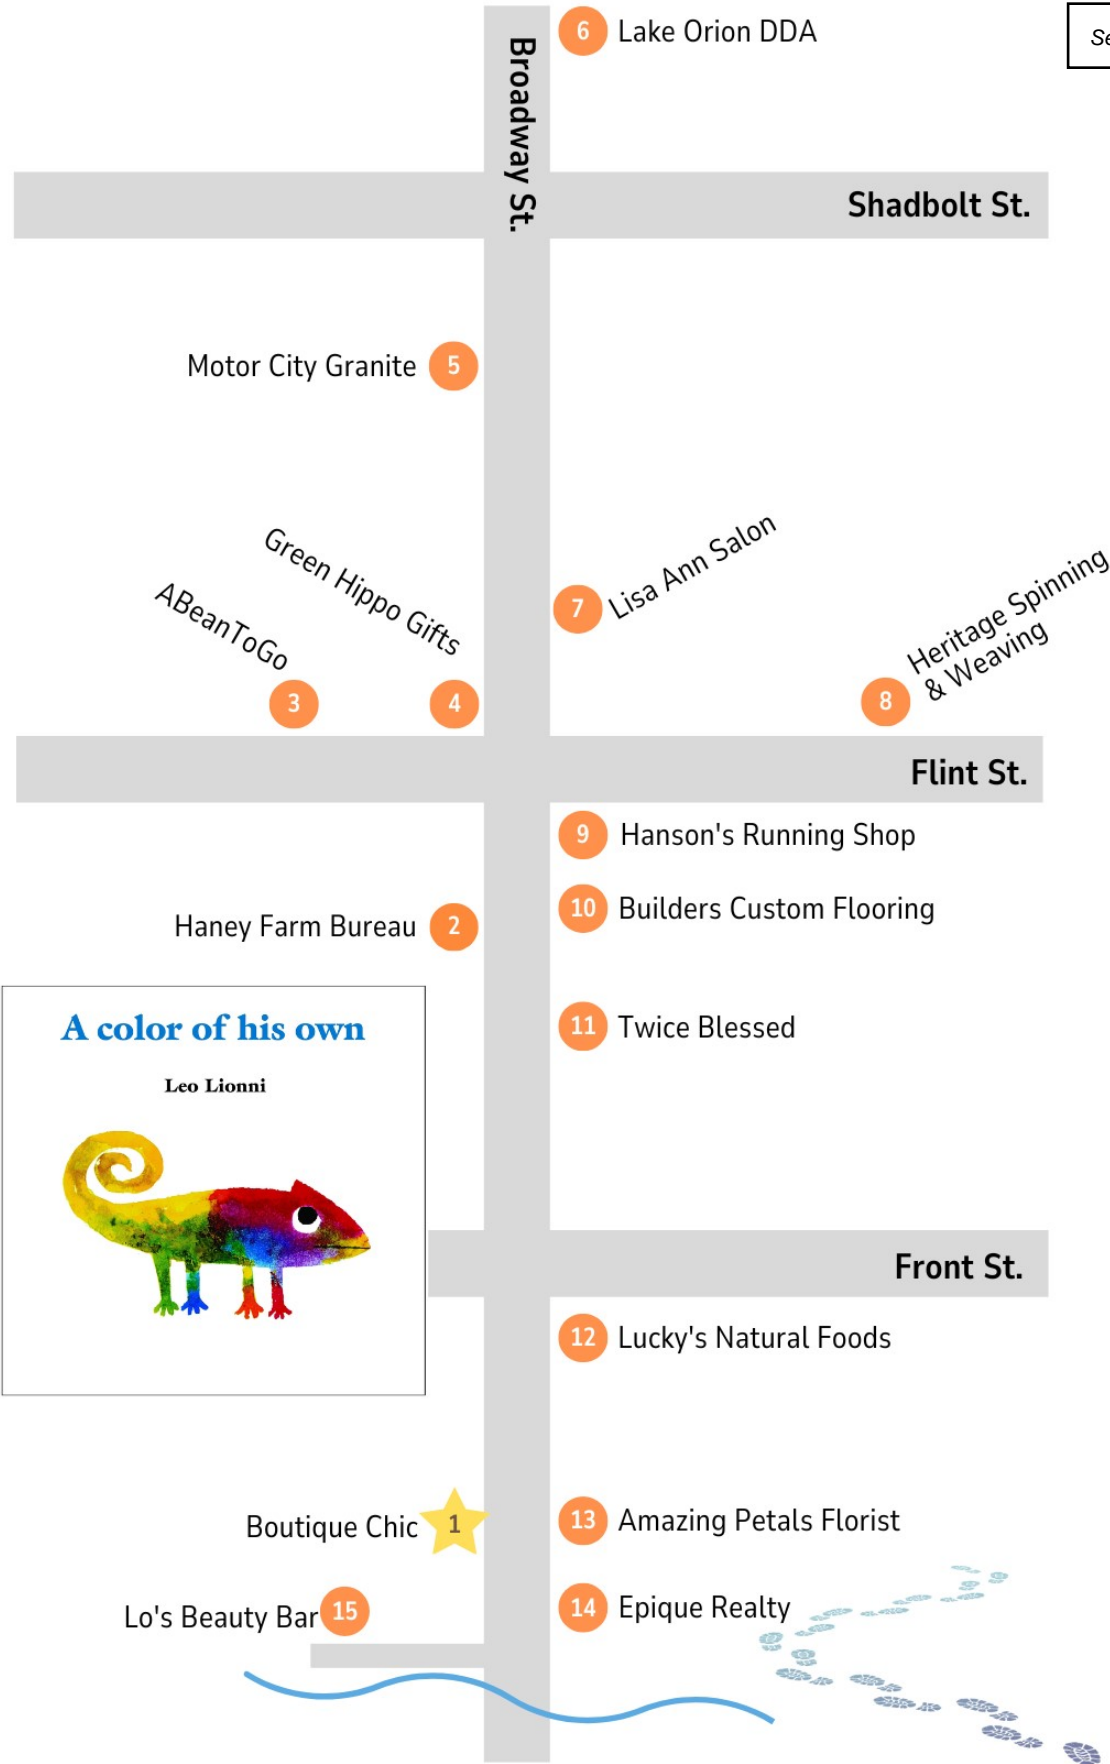 6 Lake Orion DDA
Se
Broadway St.
Shadbolt St.
Motor City Granite 5
Green Hippo Gifts
ABeanToGo
7 Lisa Ann Salon
Heritage Spinning
& Weaving
3
4
8
Flint St.
9 Hanson's Running Shop
10 Builders Custom Flooring
Haney Farm Bureau 2
11 Twice Blessed
A color of his own
Leo Lionni
Front St.
12 Lucky's Natural Foods
Boutique Chic 1
13 Amazing Petals Florist
Lo's Beauty Bar 15
14 Epique Realty